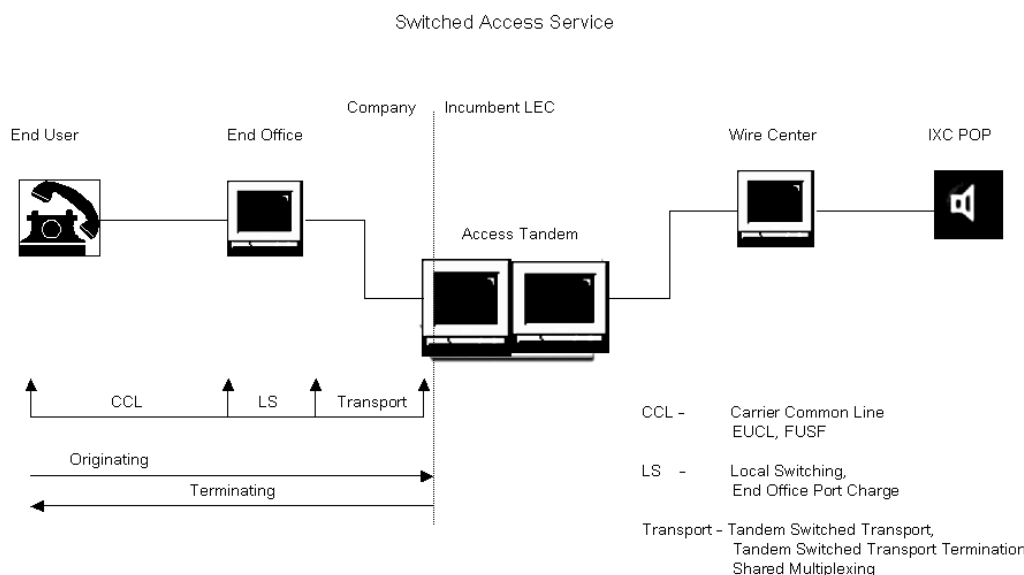 Switched Access Service
Company
Incumbent LEC
End User
End Office
Wire Center
IXC POP
Access Tandem
CCL
LS
Transport
Originating
Terminating
CCL - Carrier Common Line
EUCL, FUSF
LS - Local Switching,
End Office Port Charge
Transport - Tandem Switched Transport,
Tandem Switched Transport Termination
Shared Multiplexing